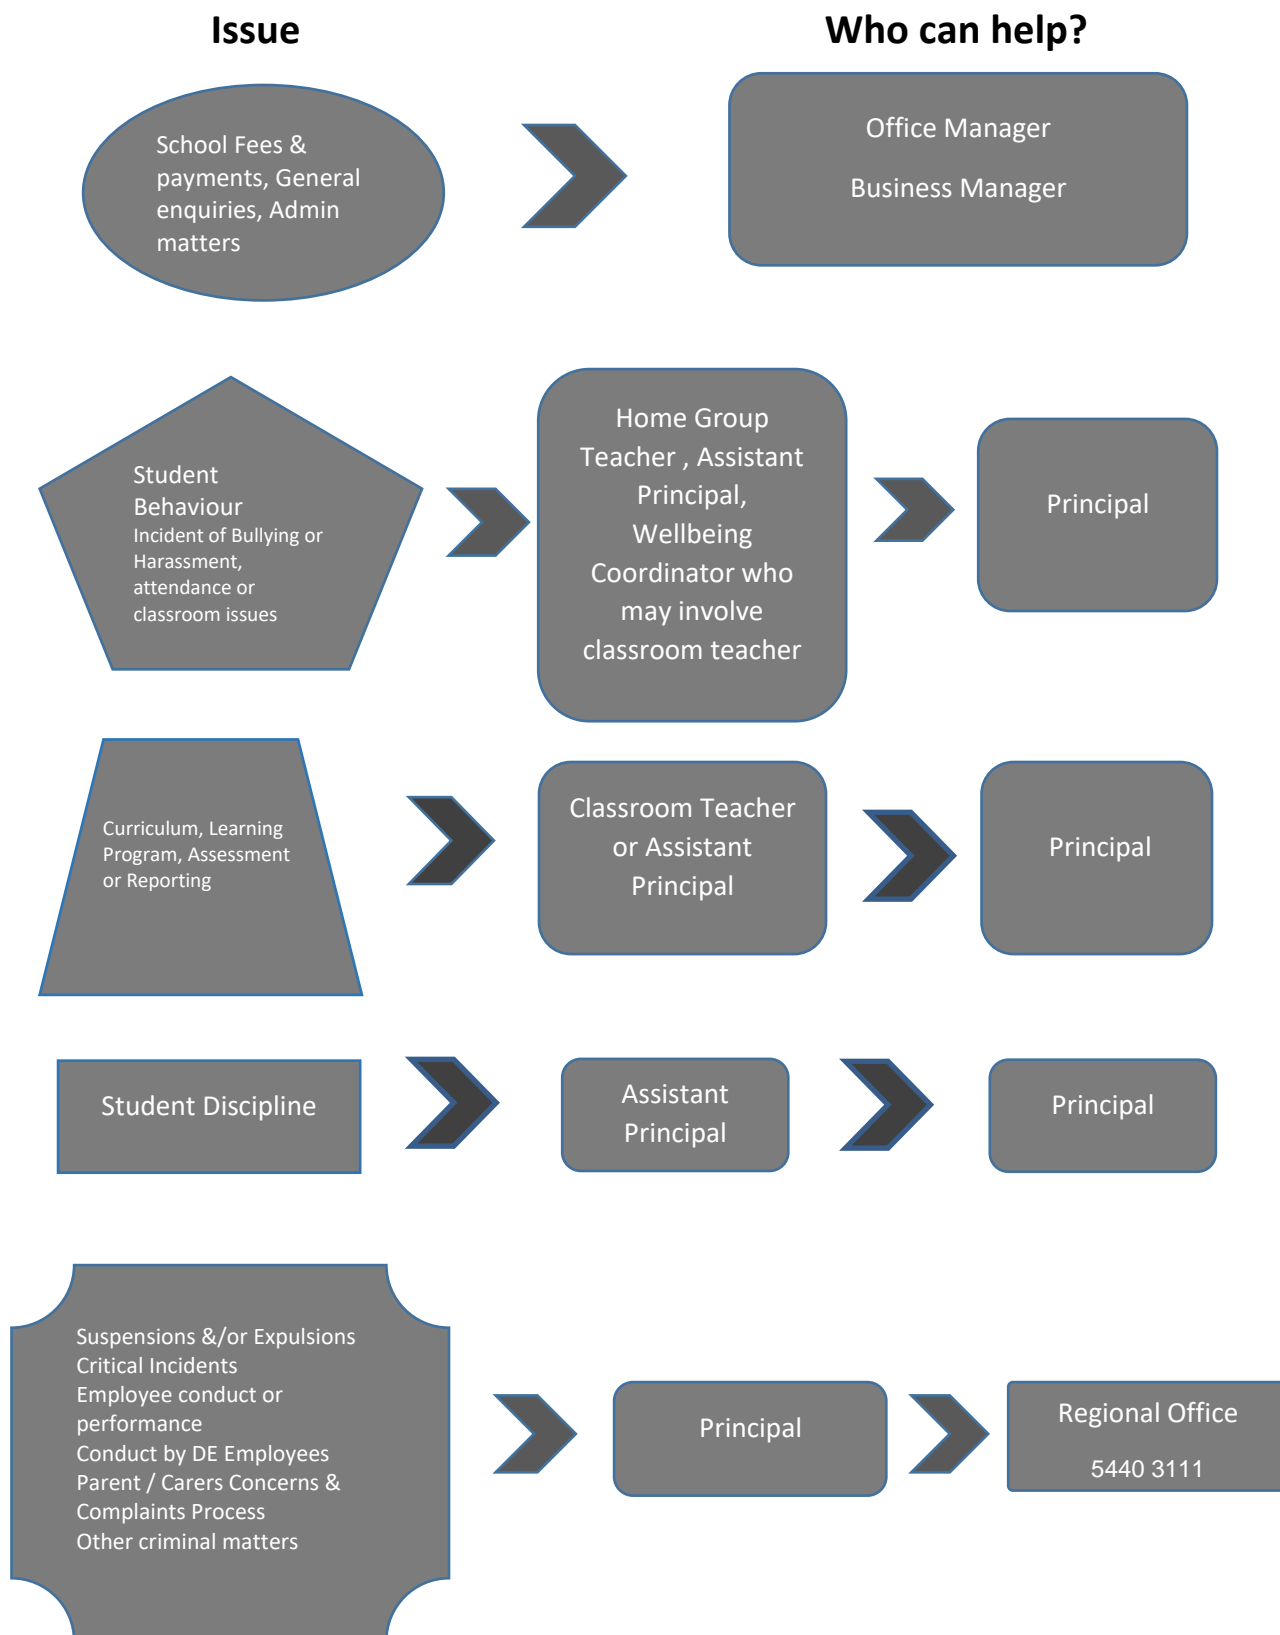 Issue
Who can help?
School Fees &
payments, General
enquiries, Admin
matters
Office Manager
Business Manager
Student
Behaviour
Incident of Bullying or
Harassment,
attendance or
classroom issues
Home Group
Teacher , Assistant
Principal,
Wellbeing
Coordinator who
may involve
classroom teacher
Principal
Curriculum, Learning
Program, Assessment
or Reporting
Classroom Teacher
or Assistant
Principal
Principal
Student Discipline
Assistant
Principal
Principal
Suspensions &/or Expulsions
Critical Incidents
Employee conduct or
performance
Conduct by DE Employees
Parent / Carers Concerns &
Complaints Process
Other criminal matters
Principal
Regional Office
5440 3111